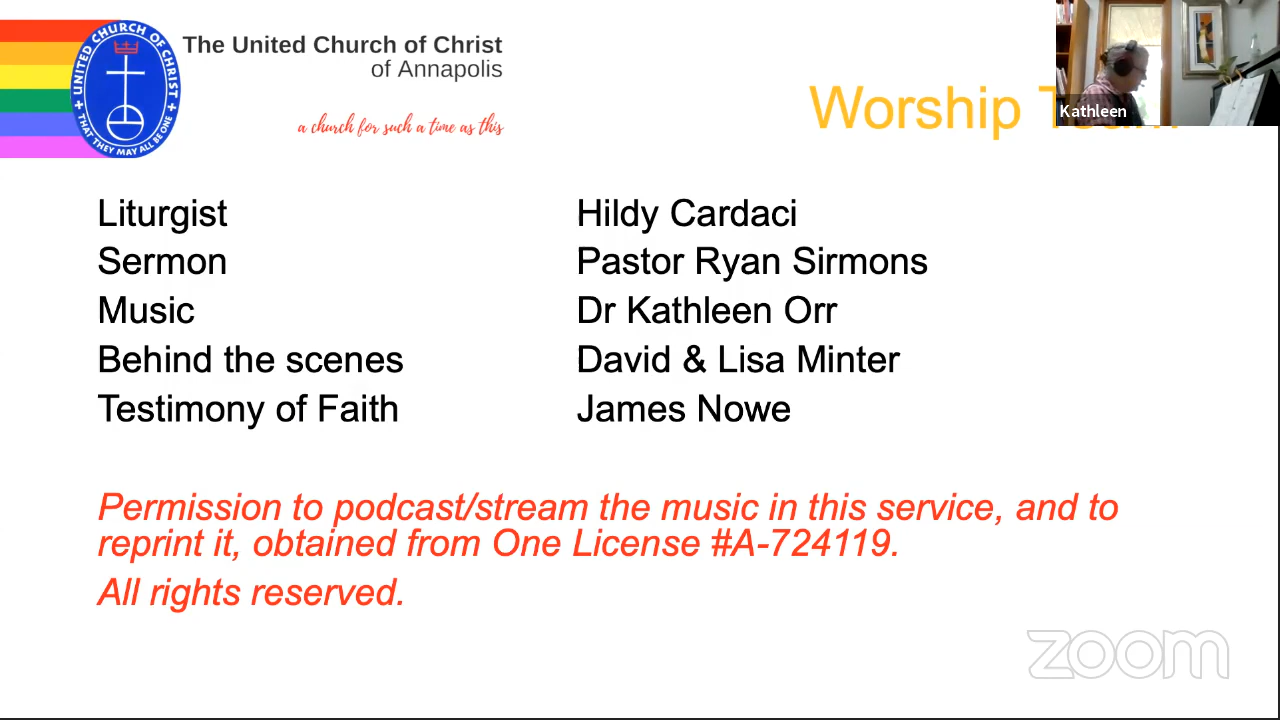 UNITED CHURCH OF CHRIST
THAT THEY MAY ALL BE ONE
The United Church of Christ
of Annapolis
a church for such a time as this
Worship
Kathleen
Liturgist Hildy Cardaci
Sermon Pastor Ryan Sirmons
Music Dr Kathleen Orr
Behind the scenes David & Lisa Minter
Testimony of Faith James Nowe
Permission to podcast/stream the music in this service, and to
reprint it, obtained from One License #A-724119.
All rights reserved.
zoom